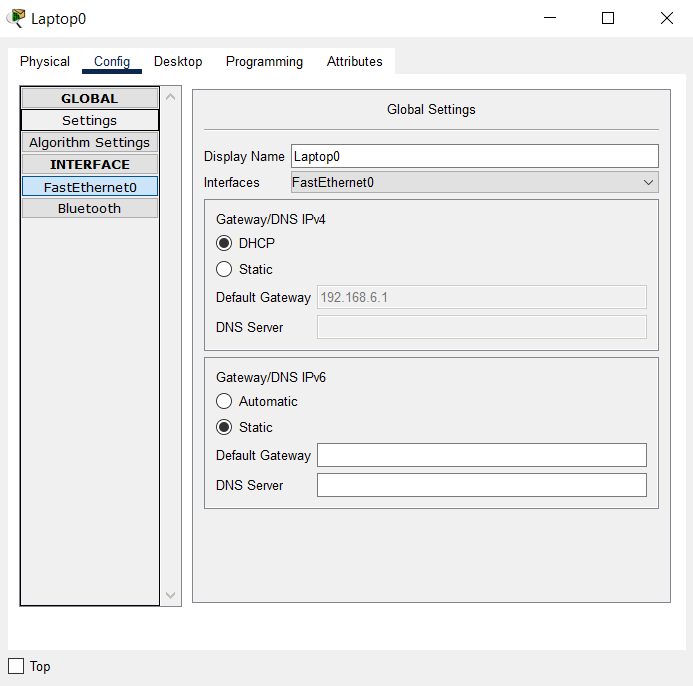 Laptop0
Physical Config Desktop Programming Attributes
GLOBAL
Settings
Algorithm Settings
INTERFACE
FastEthernet0
Bluetooth
Global Settings
Display Name Laptop0
Interfaces FastEthernet0
Gateway/DNS IPv4
DHCP
Static
Default Gateway 192.168.6.1
DNS Server
Gateway/DNS IPv6
Automatic
Static
Default Gateway
DNS Server
Top